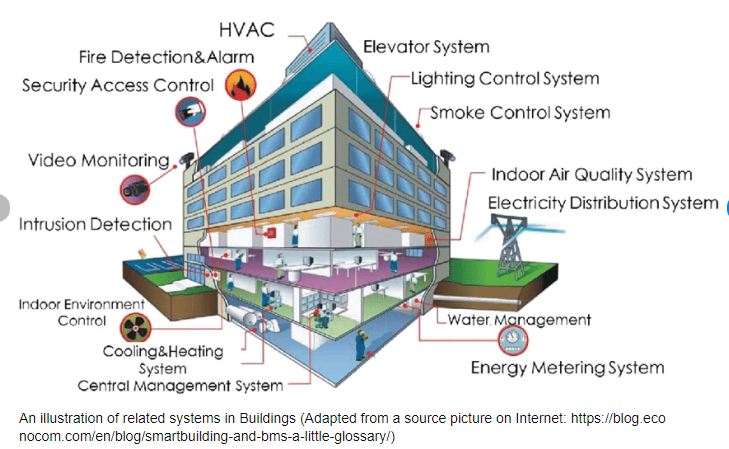 HVAC
Elevator System
Fire Detection&Alarm
Lighting Control System
Security Access Control
Smoke Control System
Video Monitoring
Indoor Air Quality System
Electricity Distribution System
Intrusion Detection
Indoor Environment
Control
Water Management
Cooling&Heating
System
Energy Metering System
Central Management System
An illustration of related systems in Buildings (Adapted from a source picture on Internet: https://blog.eco
nocom.com/en/blog/smartbuilding-and-bms-a-little-glossary/)